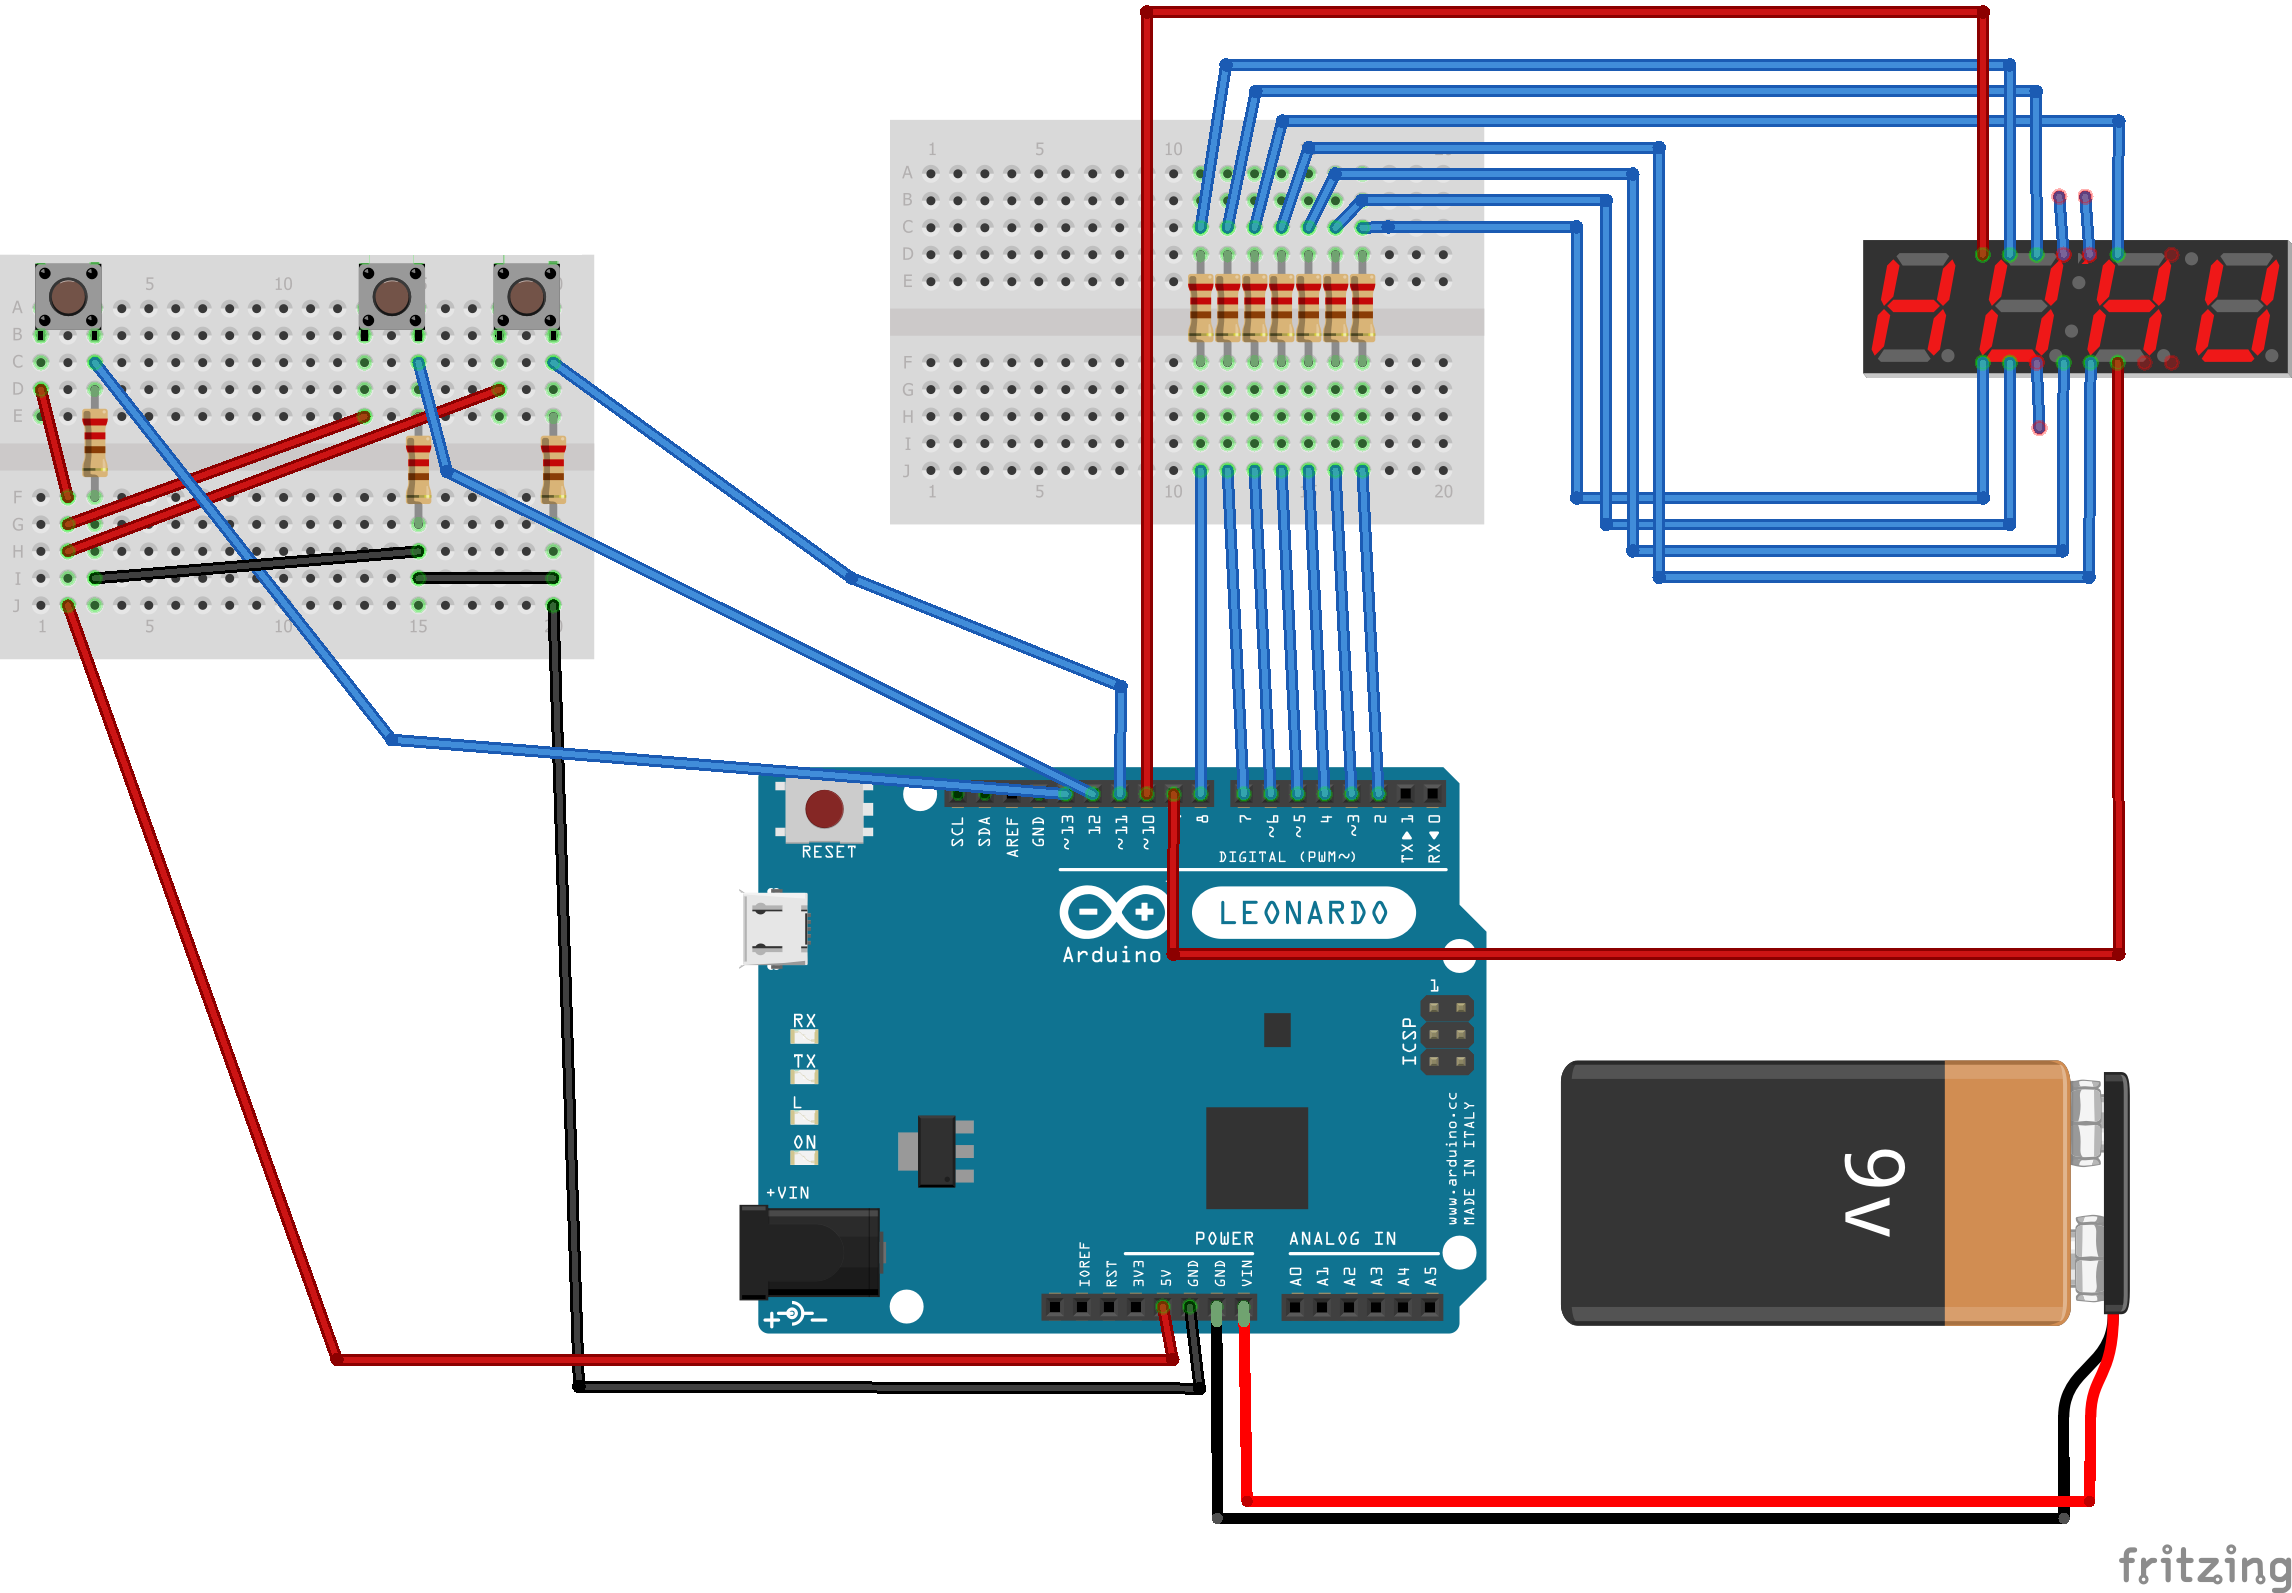 1 5 10 20
A
B
C
D
E
F
G
H
I
J
1 5 10 1 20
5 10 0
A
B
C
D
E
F
G
H
I
J
1 5 10 15 20
RESET
SCL
SDA
AREF
GND
~13
12
~11
~10
8
7
~6
~5
4
~3
2
TX▶1
RX◀0
DIGITAL (PWM~)
LEONARDO
Arduino
1
ICSP
RX
TX
L
ON
+VIN
www.arduino.cc
MADE IN ITALY
POWER
ANALOG IN
IOREF
RST
3V3
5V
GND
GND
VIN
A0
A1
A2
A3
A4
A5
+ -
9V
fritzing